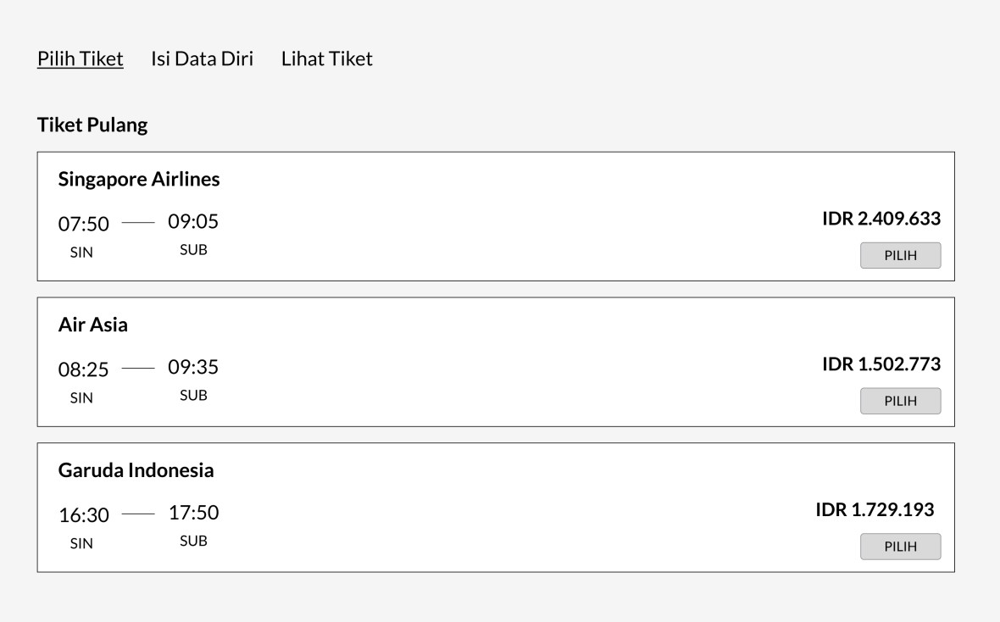 Pilih Tiket Isi Data Diri Lihat Tiket
Tiket Pulang
Singapore Airlines
07:50 09:05
SIN SUB
IDR 2.409.633
PILIH
Air Asia
08:25 09:35
SIN SUB
IDR 1.502.773
PILIH
Garuda Indonesia
16:30 17:50
SIN SUB
IDR 1.729.193
PILIH